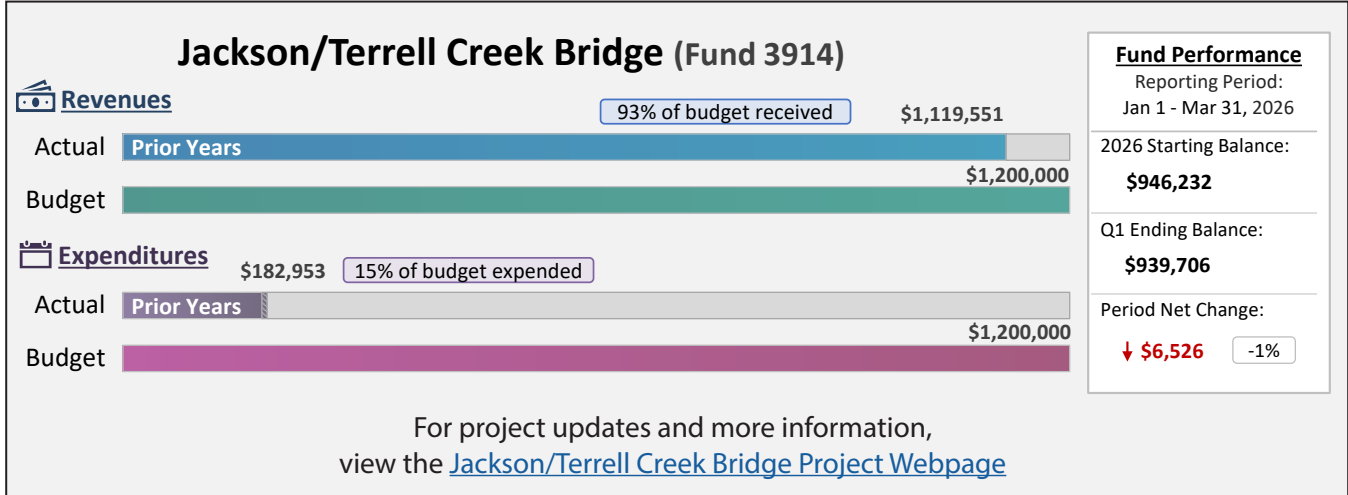 Jackson/Terrell Creek Bridge (Fund 3914)
Revenues
93% of budget received
$1,119,551
Actual
Prior Years
$1,200,000
Budget
Expenditures
$182,953
15% of budget expended
Actual
Prior Years
$1,200,000
Budget
Fund Performance
Reporting Period:
Jan 1 - Mar 31, 2026
2026 Starting Balance:
$946,232
Q1 Ending Balance:
$939,706
Period Net Change:
↓ $6,526
-1%
For project updates and more information,
view the Jackson/Terrell Creek Bridge Project Webpage